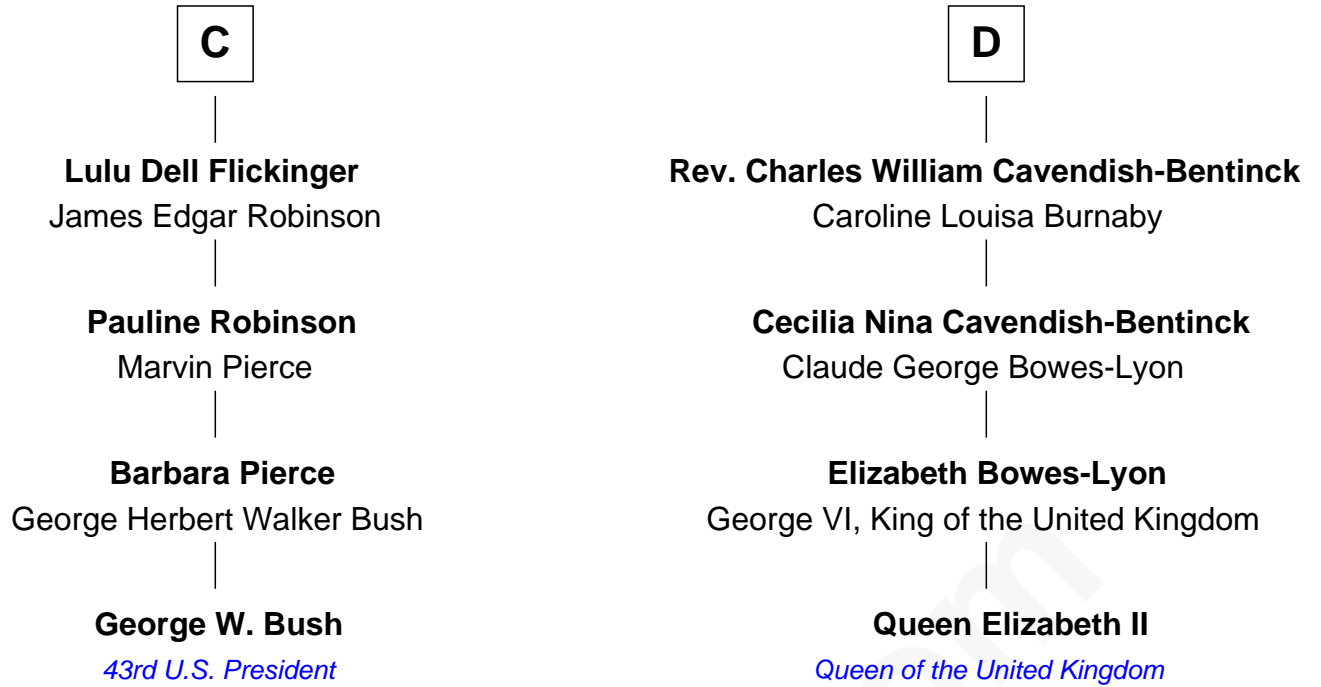 C
Lulu Dell Flickinger
James Edgar Robinson
Pauline Robinson
Marvin Pierce
Barbara Pierce
George Herbert Walker Bush
George W. Bush
43rd U.S. President
D
Rev. Charles William Cavendish-Bentinck
Caroline Louisa Burnaby
Cecilia Nina Cavendish-Bentinck
Claude George Bowes-Lyon
Elizabeth Bowes-Lyon
George VI, King of the United Kingdom
Queen Elizabeth II
Queen of the United Kingdom